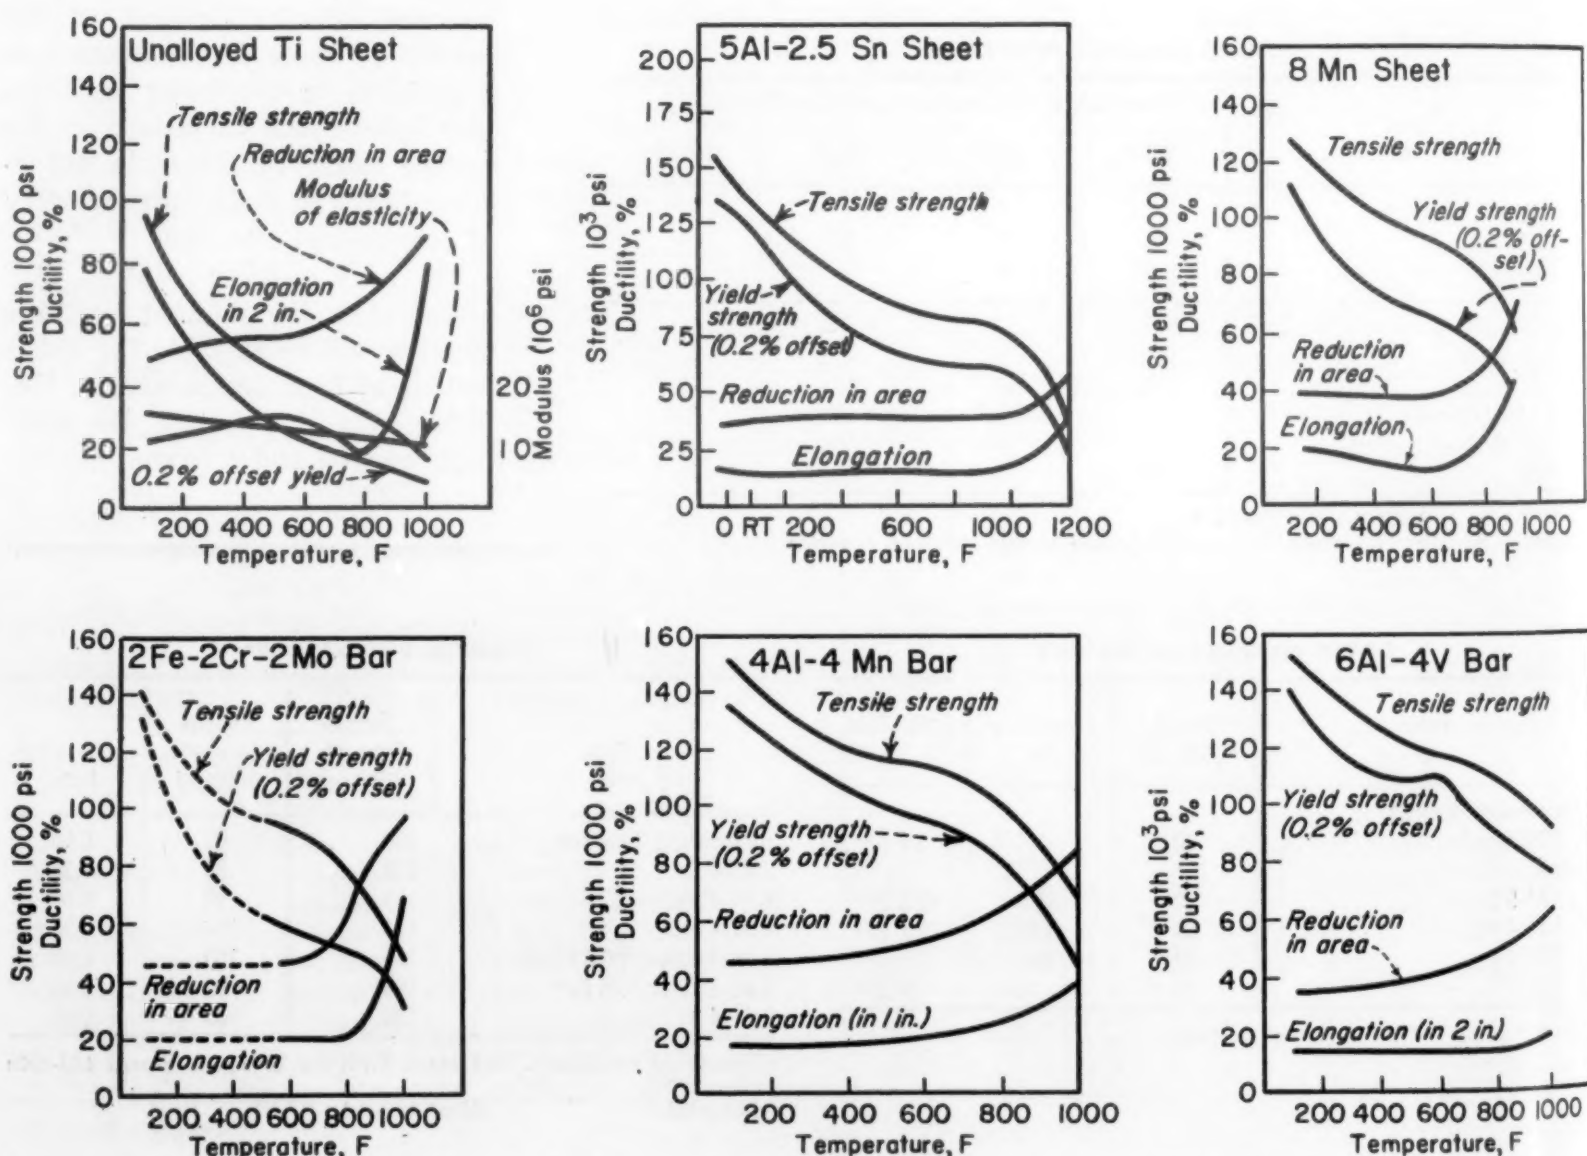 Unalloyed Ti Sheet
160
140
120
100
80
60
40
20
0
Strength 1000 psi
Ductility, %
Tensile strength
Reduction in area
Modulus
of elasticity
Elongation
in 2 in.
0.2% offset yield
20
10
Modulus (10⁶ psi
200 400 600 800 1000
Temperature, F
5Al-2.5 Sn Sheet
200
175
150
125
100
75
50
25
0
Strength 10³ psi
Ductility, %
Tensile strength
Yield
strength
(0.2% offset)
Reduction in area
Elongation
0 RT 200 600 1000 1200
Temperature, F
8 Mn Sheet
160
140
120
100
80
60
40
20
0
Strength 1000 psi
Ductility, %
Tensile strength
Yield strength
(0.2% off-
set)
Reduction
in area
Elongation
200 400 600 800 1000
Temperature, F
2Fe-2Cr-2Mo Bar
160
140
120
100
80
60
40
20
0
Strength 1000 psi
Ductility, %
Tensile strength
Yield strength
(0.2% offset)
Reduction
in area
Elongation
200 400 600 800 1000
Temperature, F
4Al-4 Mn Bar
160
140
120
100
80
60
40
20
0
Strength 1000 psi
Ductility, %
Tensile strength
Yield strength
(0.2% offset)
Reduction in area
Elongation (in 1 in.)
200 400 600 800 1000
Temperature, F
6Al-4V Bar
160
140
120
100
80
60
40
20
0
Strength 10³ psi
Ductility, %
Tensile strength
Yield strength
(0.2% offset)
Reduction
in area
Elongation (in 2 in.)
200 400 600 800 1000
Temperature, F